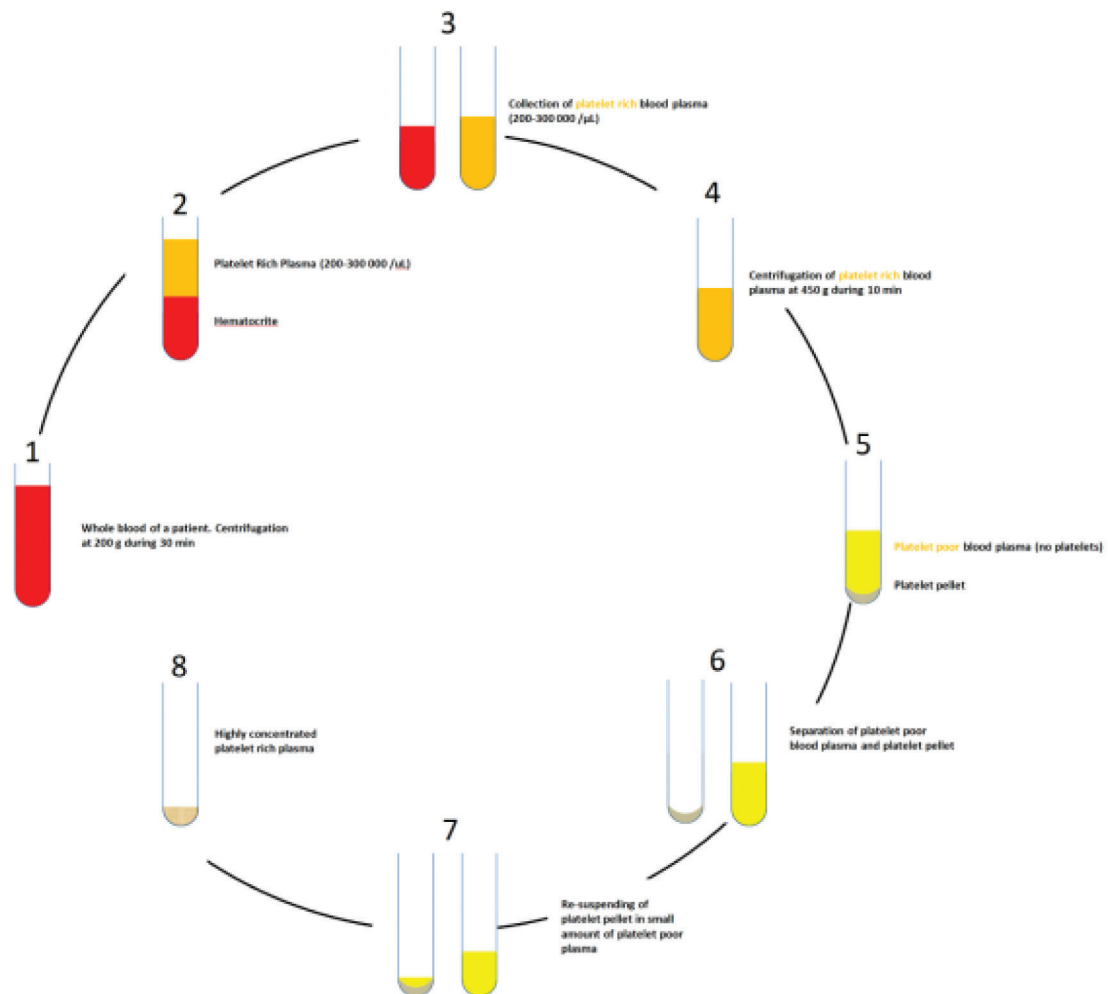 1
Whole blood of a patient. Centrifugation
at 200 g during 30 min
2
Platelet Rich Plasma (200-300 000 /uL)
Hematocrite
3
Collection of platelet rich blood plasma
(200-300 000 /µL)
4
Centrifugation of platelet rich blood
plasma at 450 g during 10 min
5
Platelet poor blood plasma (no platelets)
Platelet pellet
6
Separation of platelet poor
blood plasma and platelet pellet
7
Re-suspending of
platelet pellet in small
amount of platelet poor
plasma
8
Highly concentrated
platelet rich plasma